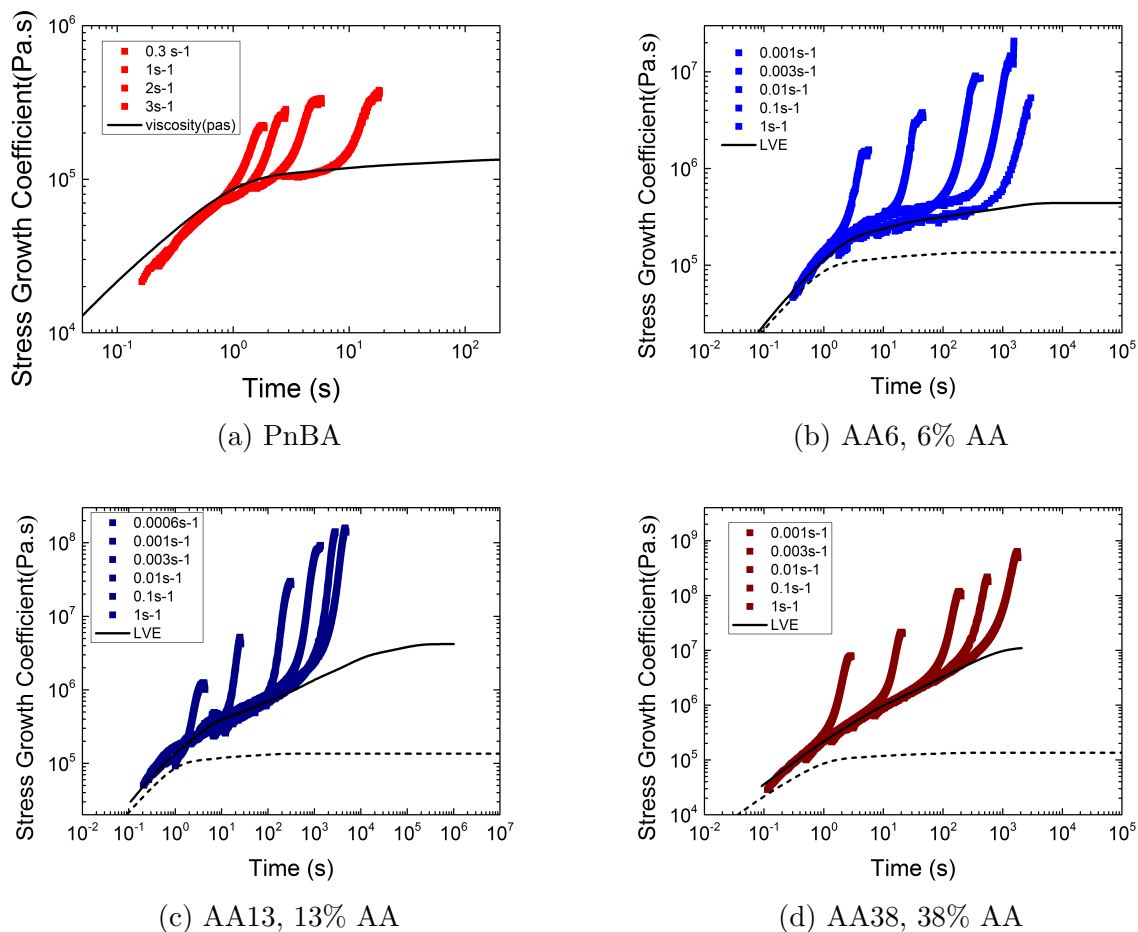 10^6
10^5
10^4
10^-1
10^0
10^1
10^2
Stress Growth Coefficient(Pa.s)
Time (s)
0.3 s-1
1s-1
2s-1
3s-1
viscosity(pas)
(a) PnBA
10^7
10^6
10^5
10^-2
10^-1
10^0
10^1
10^2
10^3
10^4
10^5
Stress Growth Coefficient(Pa.s)
Time (s)
0.001s-1
0.003s-1
0.01s-1
0.1s-1
1s-1
LVE
(b) AA6, 6% AA
10^8
10^7
10^6
10^5
10^-2
10^-1
10^0
10^1
10^2
10^3
10^4
10^5
10^6
10^7
Stress Growth Coefficient(Pa.s)
Time (s)
0.0006s-1
0.001s-1
0.003s-1
0.01s-1
0.1s-1
1s-1
LVE
(c) AA13, 13% AA
10^9
10^8
10^7
10^6
10^5
10^4
10^-2
10^-1
10^0
10^1
10^2
10^3
10^4
10^5
Stress Growth Coefficient(Pa.s)
Time (s)
0.001s-1
0.003s-1
0.01s-1
0.1s-1
1s-1
LVE
(d) AA38, 38% AA